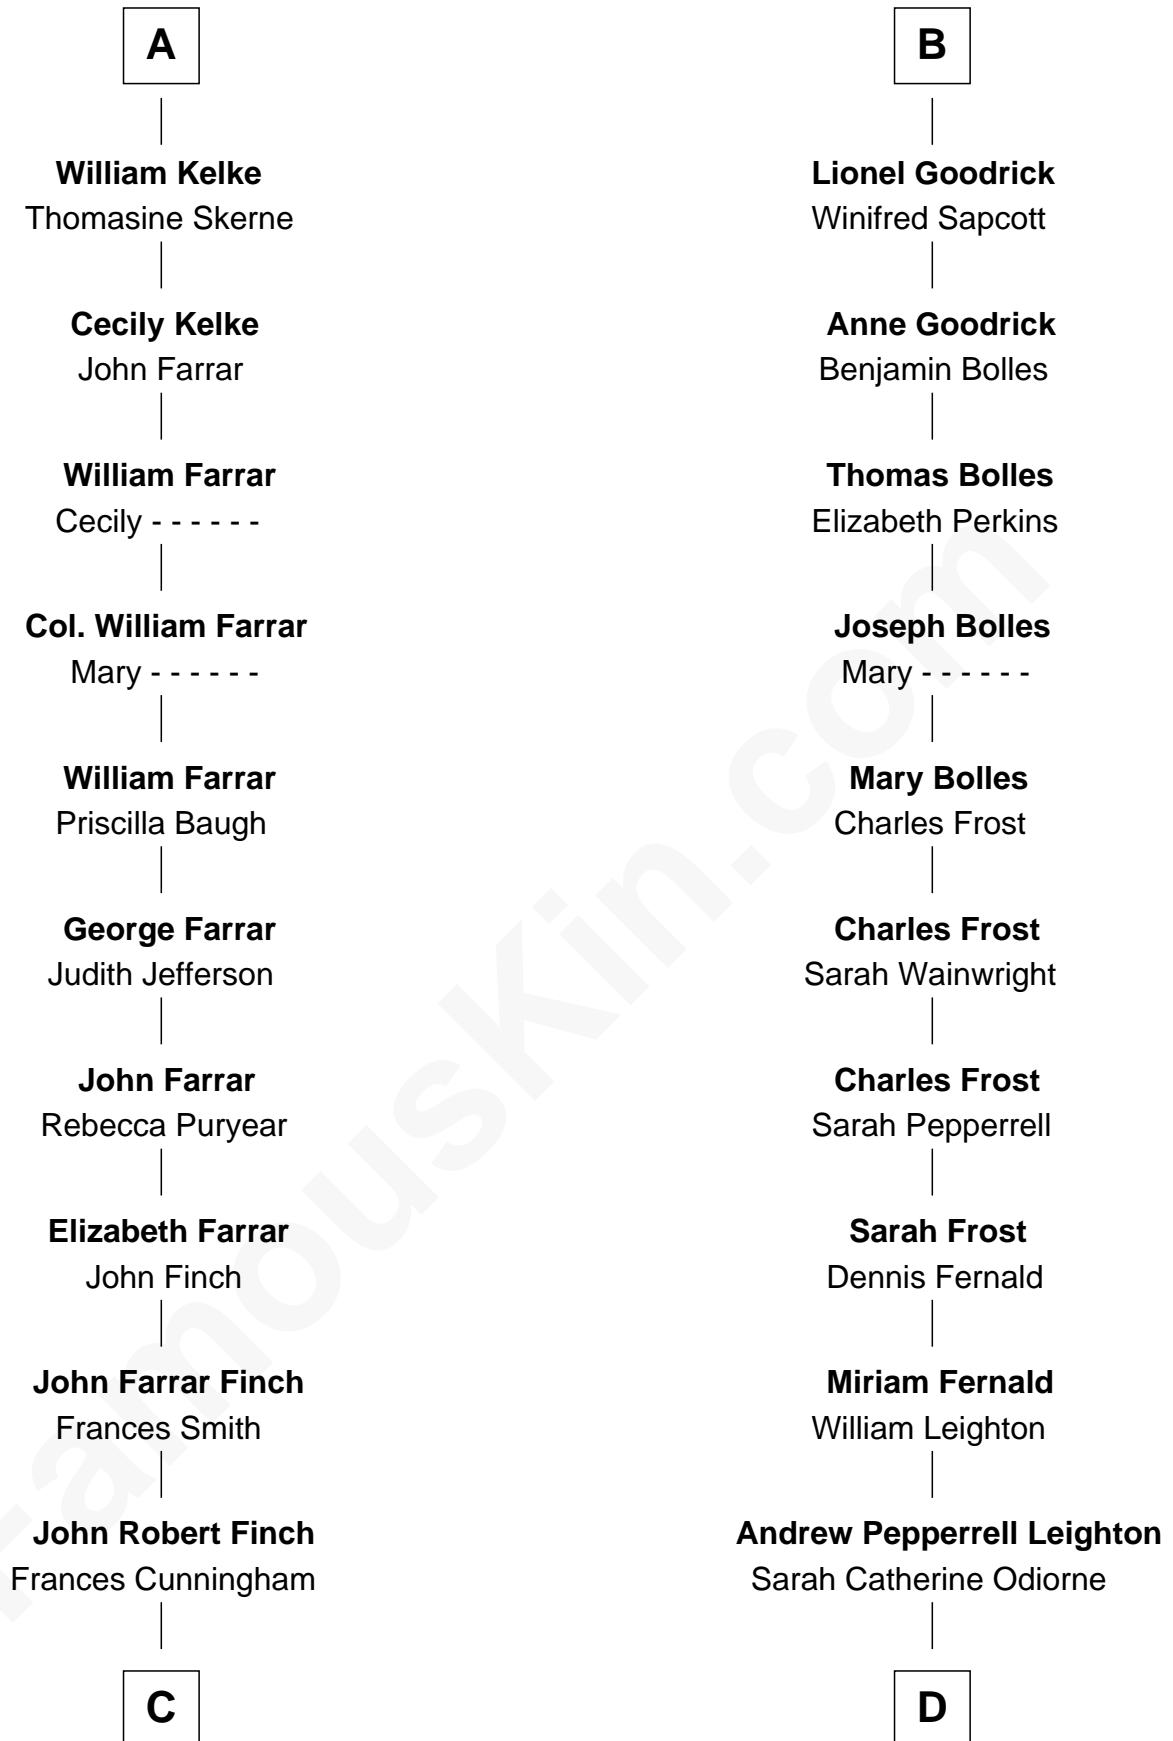 A
William Kelke
Thomasine Skerne
Cecily Kelke
John Farrar
William Farrar
Cecily - - - - - -
Col. William Farrar
Mary - - - - - -
William Farrar
Priscilla Baugh
George Farrar
Judith Jefferson
John Farrar
Rebecca Puryear
Elizabeth Farrar
John Finch
John Farrar Finch
Frances Smith
John Robert Finch
Frances Cunningham
C
B
Lionel Goodrick
Winifred Sapcott
Anne Goodrick
Benjamin Bolles
Thomas Bolles
Elizabeth Perkins
Joseph Bolles
Mary - - - - - -
Mary Bolles
Charles Frost
Charles Frost
Sarah Wainwright
Charles Frost
Sarah Pepperrell
Sarah Frost
Dennis Fernald
Miriam Fernald
William Leighton
Andrew Pepperrell Leighton
Sarah Catherine Odiorne
D
FamousKin.com